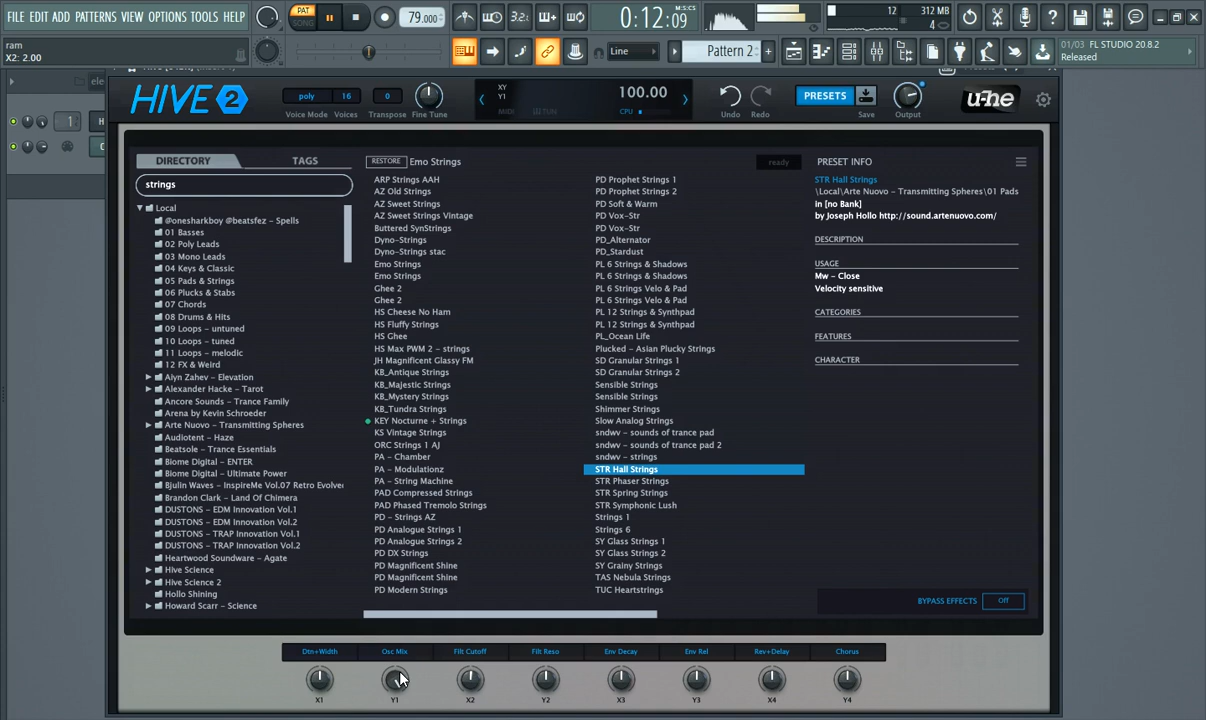 FILE EDIT ADD PATTERNS VIEW OPTIONS TOOLS HELP
PAT
SONG
79.000
3.2.
0:12:09
M:S:CS
12
312 MB
4
ram
X2: 2.00
Line
Pattern 2
01/03 FL STUDIO 20.8.2
Released
HIVE 2
poly
16
0
Voice Mode
Voices
Transpose
Fine Tune
XY
Y1
100.00
MIDI
TUN
CPU
Undo
Redo
PRESETS
Save
Output
u-he
1
H
C
DIRECTORY
TAGS
strings
Local
@onesharkboy @beatsfez - Spells
01 Basses
02 Poly Leads
03 Mono Leads
04 Keys & Classic
05 Pads & Strings
06 Plucks & Stabs
07 Chords
08 Drums & Hits
09 Loops - untuned
10 Loops - tuned
11 Loops - melodic
12 FX & Weird
Aiyn Zahev - Elevation
Alexander Hacke - Tarot
Ancore Sounds - Trance Family
Arena by Kevin Schroeder
Arte Nuovo - Transmitting Spheres
Audiotent - Haze
Beatsole - Trance Essentials
Biome Digital - ENTER
Biome Digital - Ultimate Power
Bjulin Waves - InspireMe Vol.07 Retro Evolved
Brandon Clark - Land Of Chimera
DUSTONS - EDM Innovation Vol.1
DUSTONS - EDM Innovation Vol.2
DUSTONS - TRAP Innovation Vol.1
DUSTONS - TRAP Innovation Vol.2
Heartwood Soundware - Agate
Hive Science
Hive Science 2
Hollo Shining
Howard Scarr - Science
RESTORE
Emo Strings
ready
ARP Strings AAH
AZ Old Strings
AZ Sweet Strings
AZ Sweet Strings Vintage
Buttered SynStrings
Dyno-Strings
Dyno-Strings stac
Emo Strings
Emo Strings
Ghee 2
Ghee 2
HS Cheese No Ham
HS Fluffy Strings
HS Ghee
HS Max PWM 2 - strings
JH Magnificent Glassy FM
KB_Antique Strings
KB_Majestic Strings
KB_Mystery Strings
KB_Tundra Strings
KEY Nocturne + Strings
KS Vintage Strings
ORC Strings 1 AJ
PA - Chamber
PA - Modulationz
PA - String Machine
PAD Compressed Strings
PAD Phased Tremolo Strings
PD - Strings AZ
PD Analogue Strings 1
PD Analogue Strings 2
PD DX Strings
PD Magnificent Shine
PD Magnificent Shine
PD Modern Strings
PD Prophet Strings 1
PD Prophet Strings 2
PD Soft & Warm
PD Vox-Str
PD Vox-Str
PD_Alternator
PD_Stardust
PL 6 Strings & Shadows
PL 6 Strings & Shadows
PL 6 Strings Velo & Pad
PL 6 Strings Velo & Pad
PL 12 Strings & Synthpad
PL 12 Strings & Synthpad
PL_Ocean Life
Plucked - Asian Plucky Strings
SD Granular Strings 1
SD Granular Strings 2
Sensible Strings
Sensible Strings
Shimmer Strings
Slow Analog Strings
sndwv - sounds of trance pad
sndwv - sounds of trance pad 2
sndwv - strings
STR Hall Strings
STR Phaser Strings
STR Spring Strings
STR Symphonic Lush
Strings 1
Strings 6
SY Glass Strings 1
SY Glass Strings 2
SY Grainy Strings
TAS Nebula Strings
TUC Heartstrings
PRESET INFO
STR Hall Strings
\Local\Arte Nuovo - Transmitting Spheres\01 Pads
in [no Bank]
by Joseph Hollo http://sound.artenuovo.com/
DESCRIPTION
USAGE
Mw - Close
Velocity sensitive
CATEGORIES
FEATURES
CHARACTER
BYPASS EFFECTS
Off
Dtn+Width
Osc Mix
Filt Cutoff
Filt Reso
Env Decay
Env Rel
Rev+Delay
Chorus
X1
Y1
X2
Y2
X3
Y3
X4
Y4